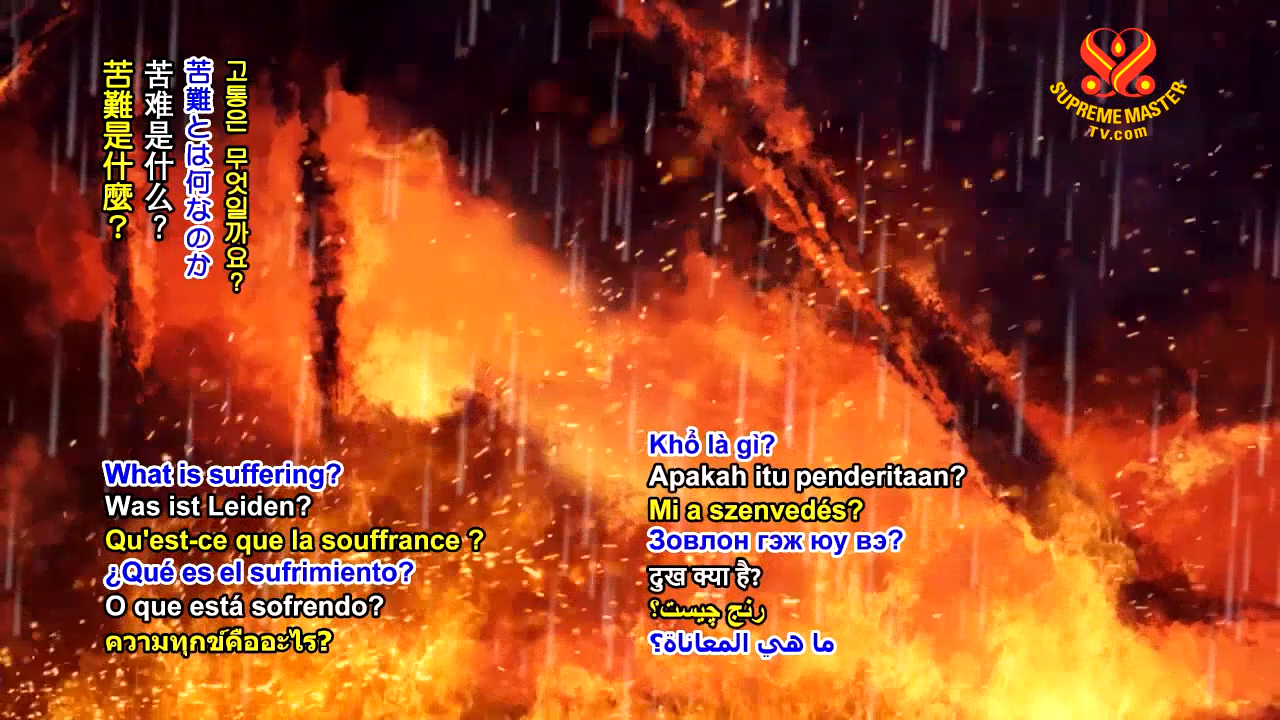 고통은 무엇일까요?
苦難とは何なのか
苦难是什么？
苦難是什麼？
SUPREME MASTER
TV.com
What is suffering?
Was ist Leiden?
Qu'est-ce que la souffrance ?
¿Qué es el sufrimiento?
O que está sofrendo?
ความทุกข์คืออะไร?
Khổ là gì?
Apakah itu penderitaan?
Mi a szenvedés?
Зовлон гэж юу вэ?
दुख क्या है?
رنج چیست؟
ما هي المعاناة؟